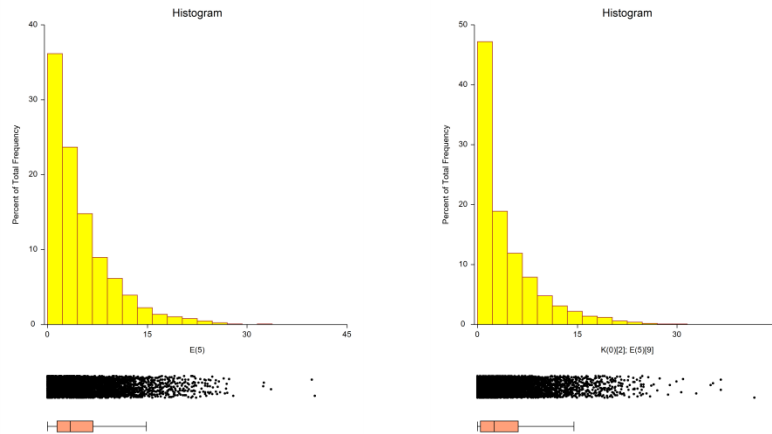 Histogram
40
30
20
10
0
Percent of Total Frequency
0 15 30 45
E(5)
Histogram
50
40
30
20
10
0
Percent of Total Frequency
0 15 30
K(0)[2]; E(5)[9]